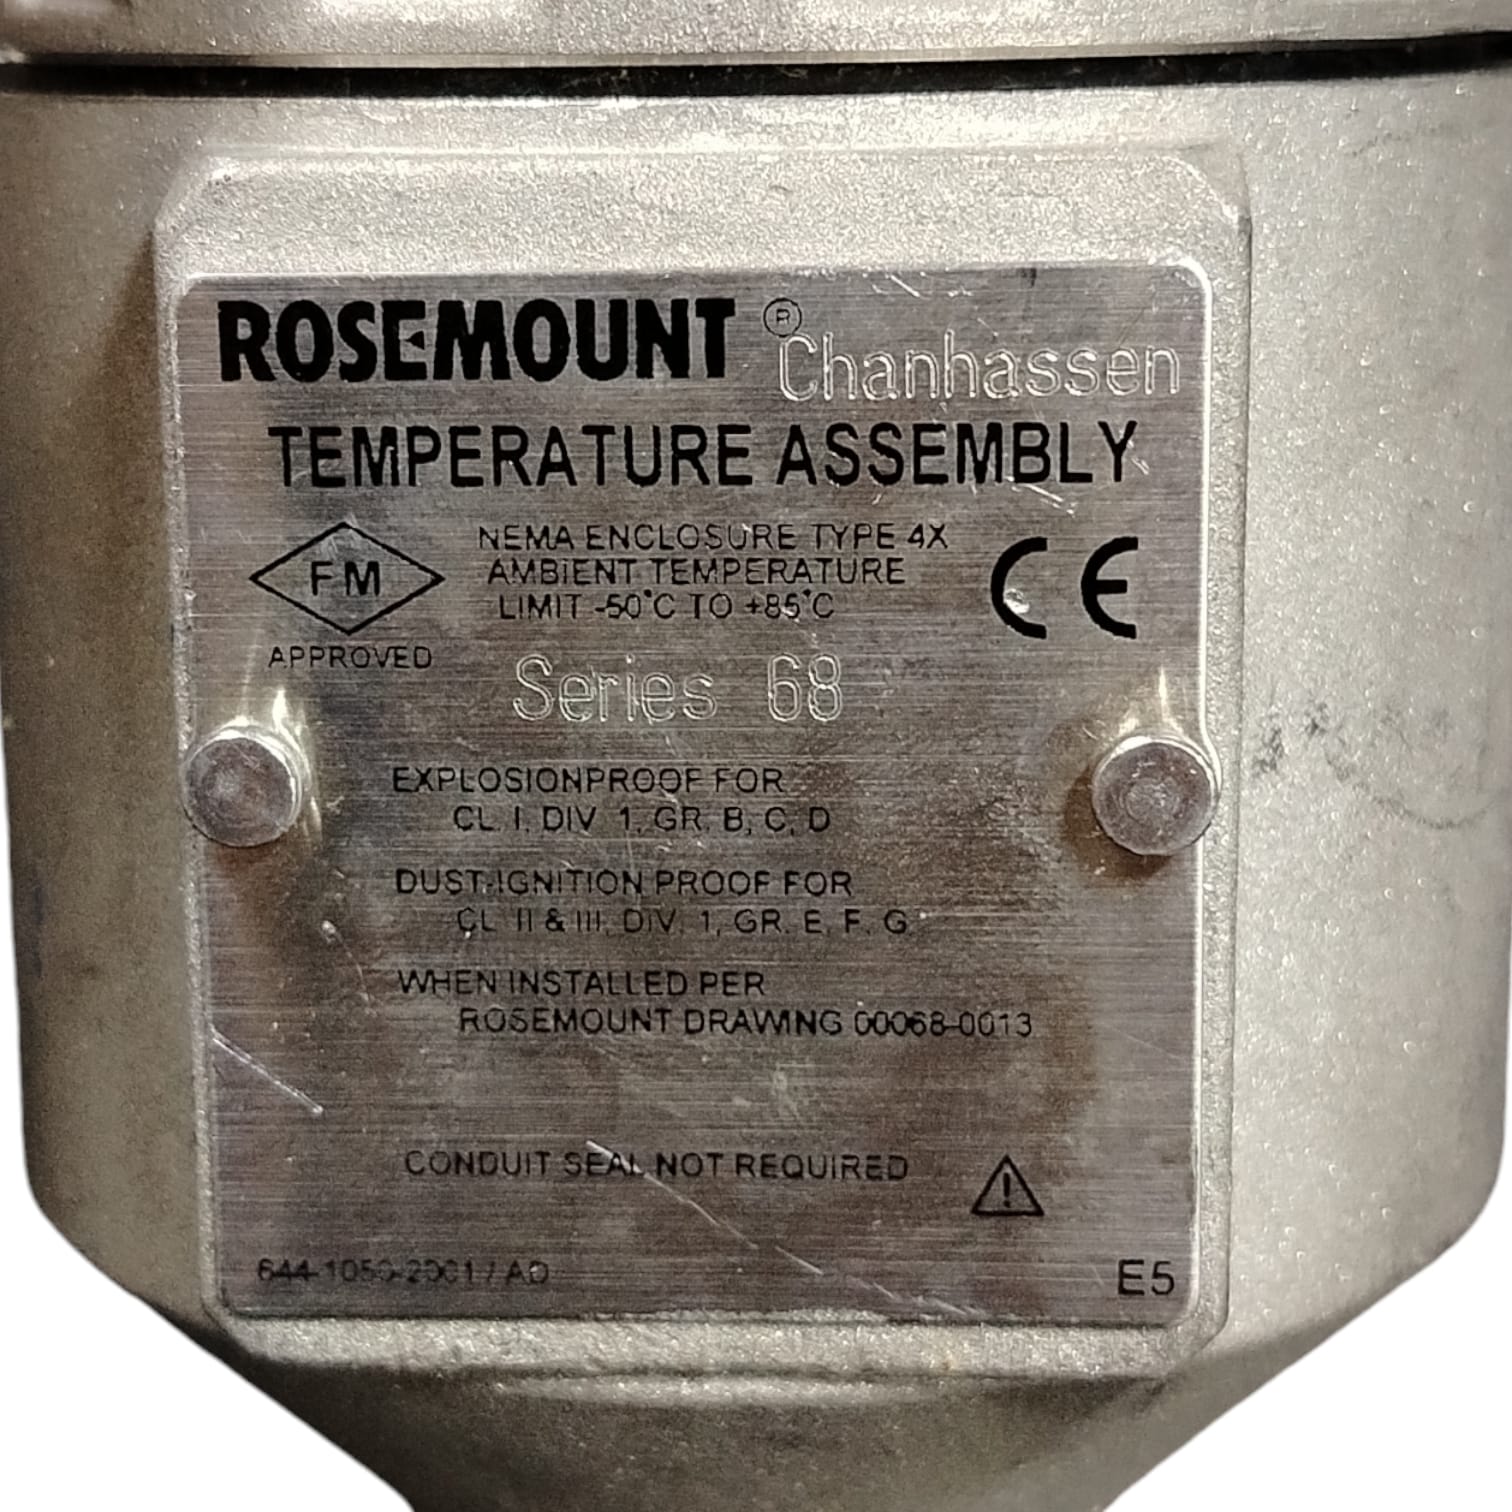 ROSEMOUNT ® Chanhassen
TEMPERATURE ASSEMBLY
FM
APPROVED
NEMA ENCLOSURE TYPE 4X
AMBIENT TEMPERATURE
LIMIT -50°C TO +85°C
CE
Series 68
EXPLOSIONPROOF FOR
CL. I, DIV. 1, GR. B, C, D
DUST-IGNITION PROOF FOR
CL. II & III, DIV. 1, GR. E, F, G
WHEN INSTALLED PER
ROSEMOUNT DRAWING 00068-0013
CONDUIT SEAL NOT REQUIRED
!
E5